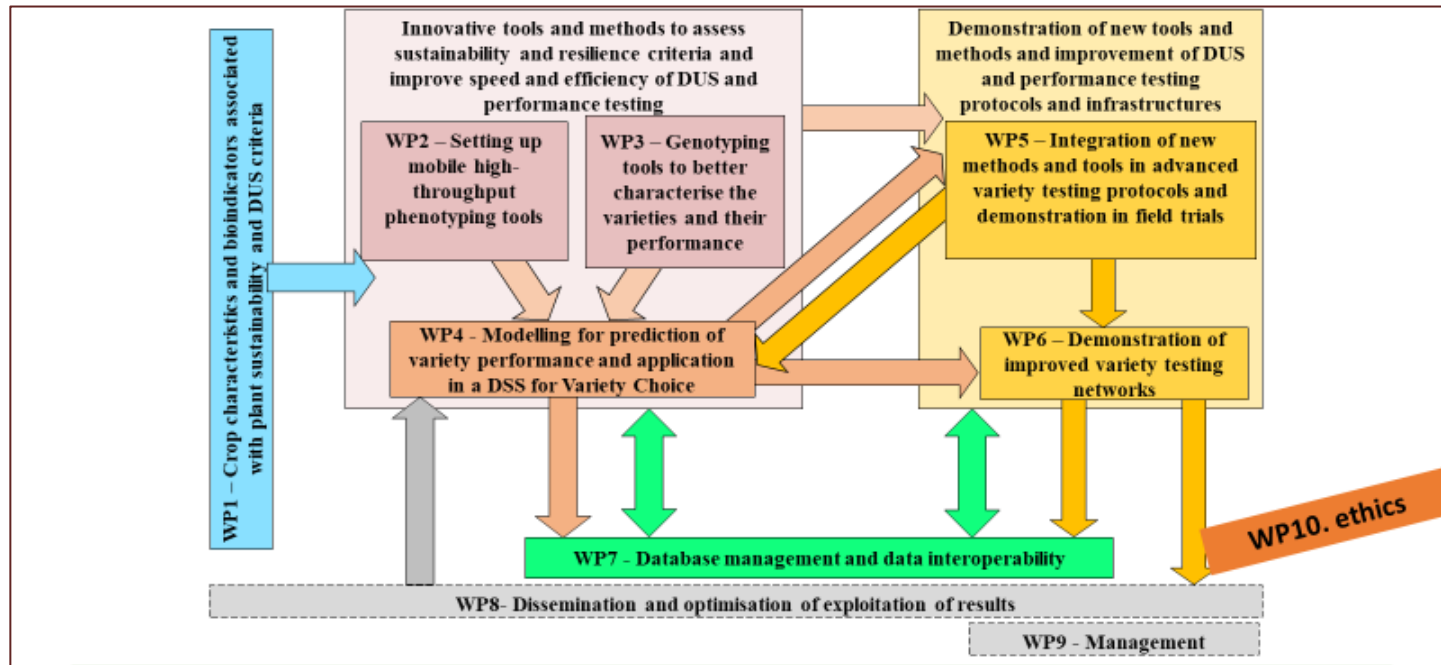 WP1 – Crop characteristics and bioindicators associated
with plant sustainability and DUS criteria
Innovative tools and methods to assess
sustainability and resilience criteria and
improve speed and efficiency of DUS and
performance testing
WP2 – Setting up
mobile high-
throughput
phenotyping tools
WP3 – Genotyping
tools to better
characterise the
varieties and their
performance
WP4 - Modelling for prediction of
variety performance and application
in a DSS for Variety Choice
Demonstration of new tools and
methods and improvement of DUS
and performance testing
protocols and infrastructures
WP5 – Integration of new
methods and tools in advanced
variety testing protocols and
demonstration in field trials
WP6 – Demonstration of
improved variety testing
networks
WP10. ethics
WP7 - Database management and data interoperability
WP8- Dissemination and optimisation of exploitation of results
WP9 - Management